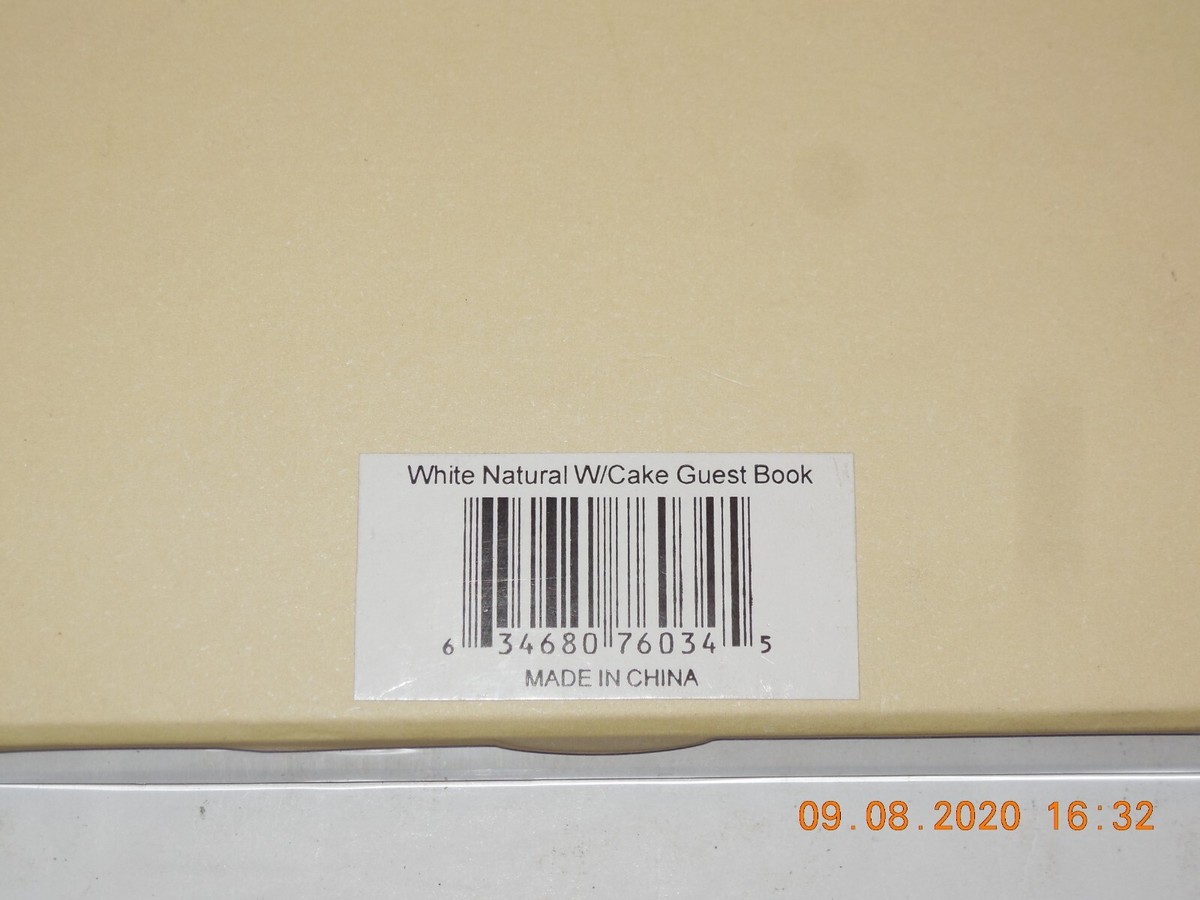 White Natural W/Cake Guest Book
6 34680 76034 5
MADE IN CHINA
09.08.2020 16:32